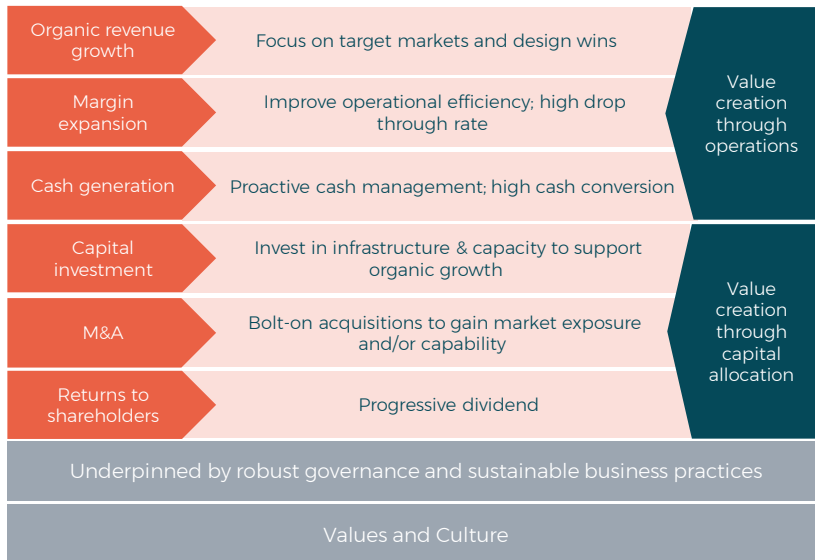 Organic revenue
growth
Focus on target markets and design wins
Margin
expansion
Improve operational efficiency; high drop
through rate
Cash generation
Proactive cash management; high cash conversion
Value
creation
through
operations
Capital
investment
Invest in infrastructure & capacity to support
organic growth
M&A
Bolt-on acquisitions to gain market exposure
and/or capability
Returns to
shareholders
Progressive dividend
Value
creation
through
capital
allocation
Underpinned by robust governance and sustainable business practices
Values and Culture